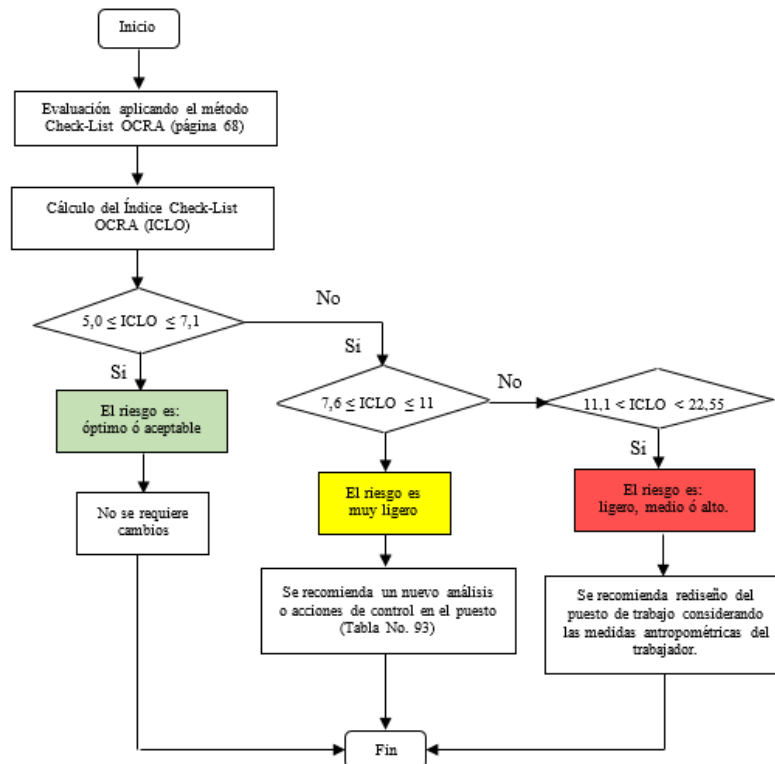 Inicio
Evaluación aplicando el método
Check-List OCRA (página 68)
Cálculo del Índice Check-List
OCRA (ICLO)
5,0 ≤ ICLO ≤ 7,1
No
Si
Si
El riesgo es:
óptimo ó aceptable
No se requiere
cambios
7,6 ≤ ICLO ≤ 11
No
El riesgo es
muy ligero
Se recomienda un nuevo análisis
o acciones de control en el puesto
(Tabla No. 93)
11,1 < ICLO < 22,55
Si
El riesgo es:
ligero, medio ó alto.
Se recomienda rediseño del
puesto de trabajo considerando
las medidas antropométricas del
trabajador.
Fin